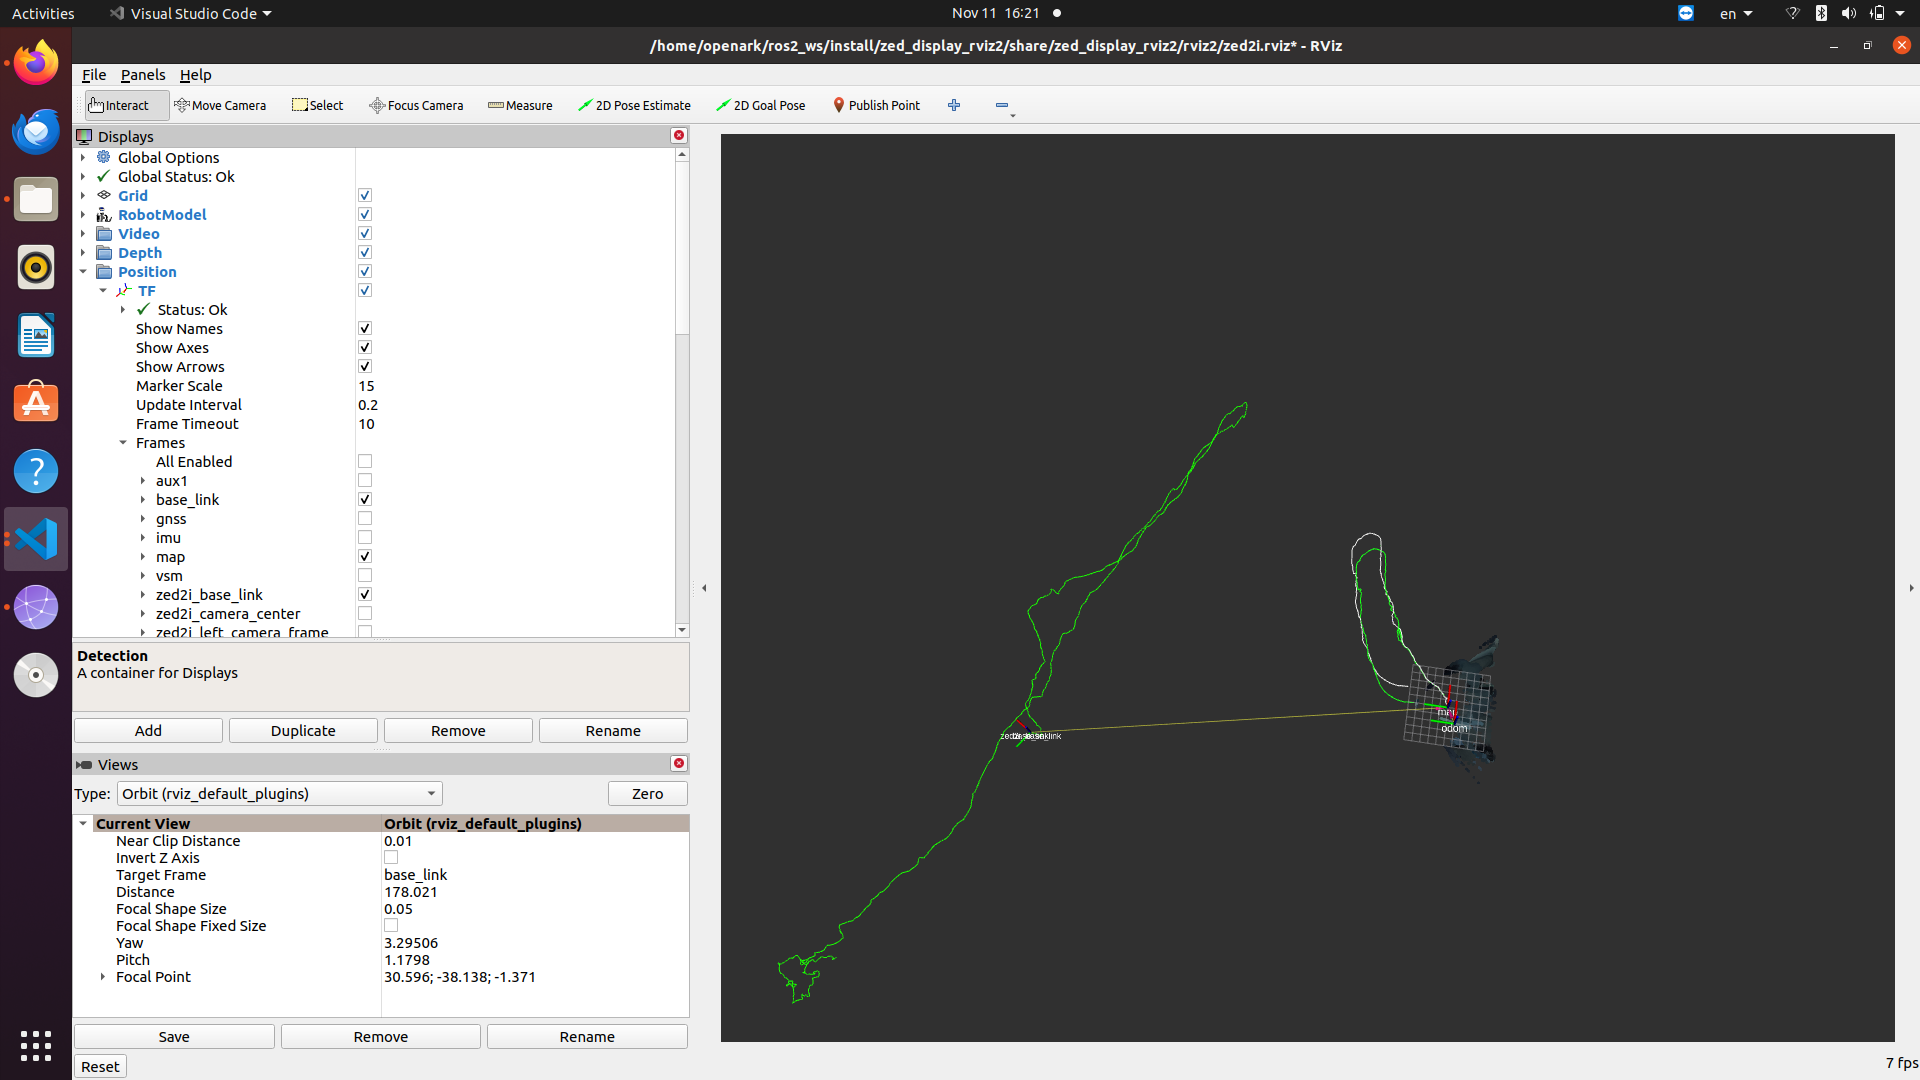 Activities
Visual Studio Code
Nov 11 16:21
en
/home/openark/ros2_ws/install/zed_display_rviz2/share/zed_display_rviz2/rviz2/zed2i.rviz* - RViz
File Panels Help
Interact Move Camera Select Focus Camera Measure 2D Pose Estimate 2D Goal Pose Publish Point
Displays
Global Options
Global Status: Ok
Grid
RobotModel
Video
Depth
Position
TF
Status: Ok
Show Names
Show Axes
Show Arrows
Marker Scale 15
Update Interval 0.2
Frame Timeout 10
Frames
All Enabled
aux1
base_link
gnss
imu
map
vsm
zed2i_base_link
zed2i_camera_center
zed2i_left_camera_frame
Detection
A container for Displays
Add Duplicate Remove Rename
Views
Type: Orbit (rviz_default_plugins) Zero
Current View Orbit (rviz_default_plugins)
Near Clip Distance 0.01
Invert Z Axis
Target Frame base_link
Distance 178.021
Focal Shape Size 0.05
Focal Shape Fixed Size
Yaw 3.29506
Pitch 1.1798
Focal Point 30.596; -38.138; -1.371
Save Remove Rename
Reset
odom
7 fps